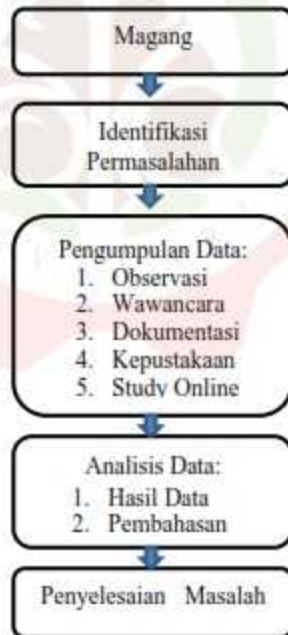 Magang
Identifikasi
Permasalahan
Pengumpulan Data:
1. Observasi
2. Wawancara
3. Dokumentasi
4. Kepustakaan
5. Study Online
Analisis Data:
1. Hasil Data
2. Pembahasan
Penyelesaian Masalah